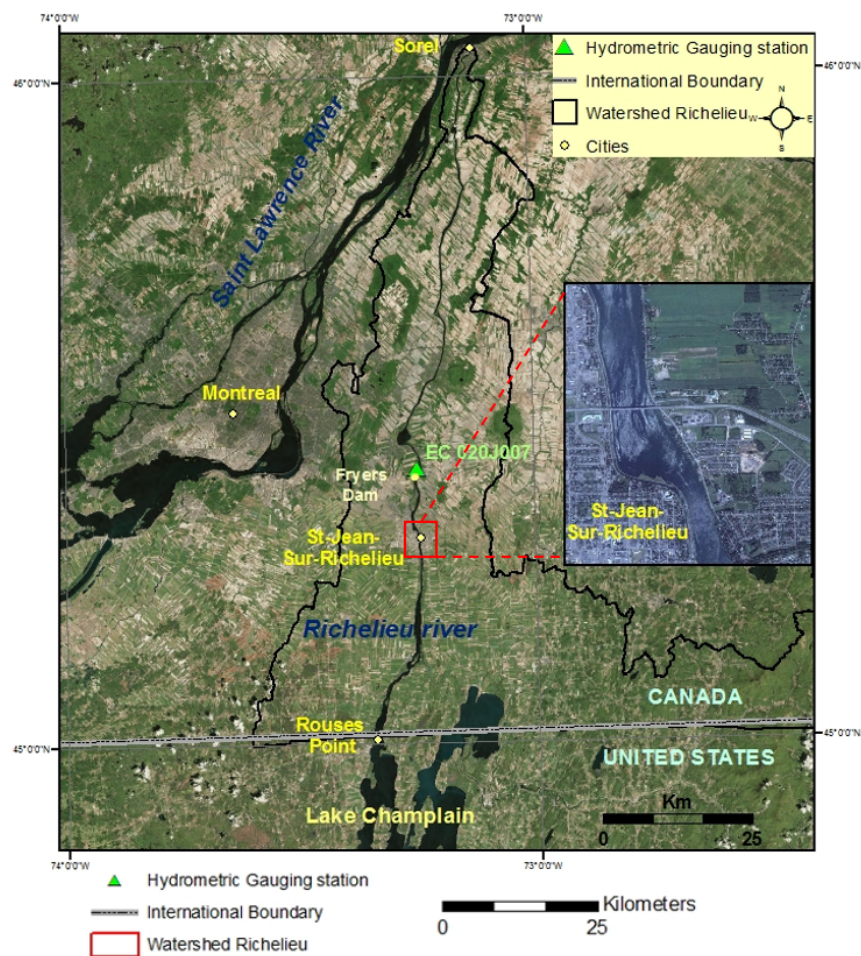 74°0'0"W
73°0'0"W
Sorel
Hydrometric Gauging station
International Boundary
Watershed Richelieu
Cities
N
W
E
S
46°0'0"N
46°0'0"N
Saint Lawrence River
Montreal
EC 020J007
Fryers
Dam
St-Jean-
Sur-Richelieu
St-Jean-
Sur-Richelieu
Richelieu river
CANADA
Rouses
Point
45°0'0"N
45°0'0"N
UNITED STATES
Lake Champlain
Km
0
25
74°0'0"W
73°0'0"W
Hydrometric Gauging station
International Boundary
Watershed Richelieu
Kilometers
0
25